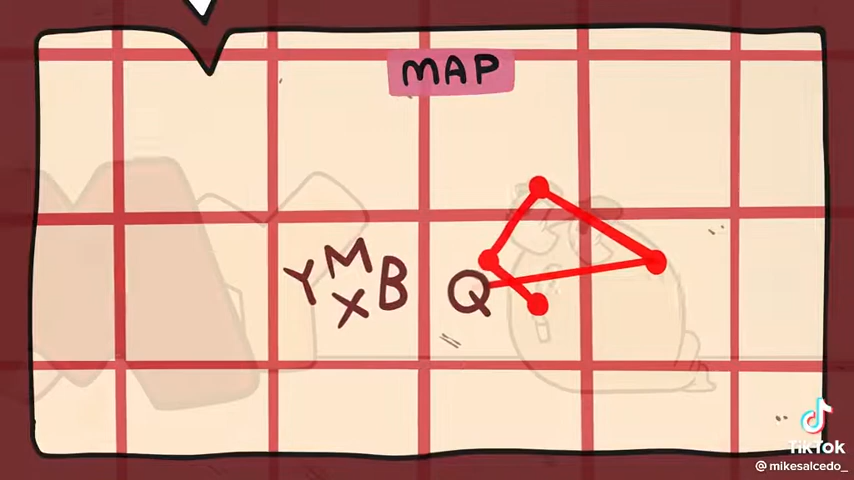 MAP
M
Y B Q
X
TikTok
@mikesalcedo_